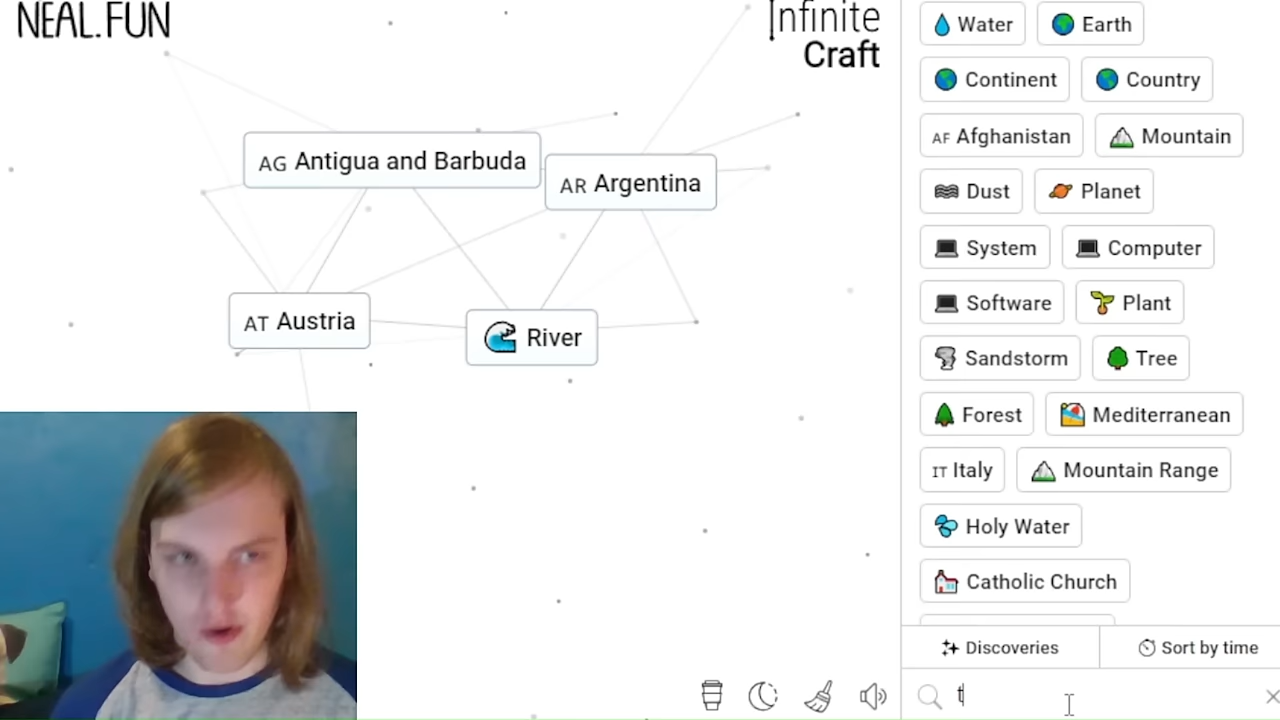 NEAL.FUN
Infinite
Craft
AG Antigua and Barbuda
AR Argentina
AT Austria
River
Water
Earth
Continent
Country
AF Afghanistan
Mountain
Dust
Planet
System
Computer
Software
Plant
Sandstorm
Tree
Forest
Mediterranean
IT Italy
Mountain Range
Holy Water
Catholic Church
Discoveries
Sort by time
t